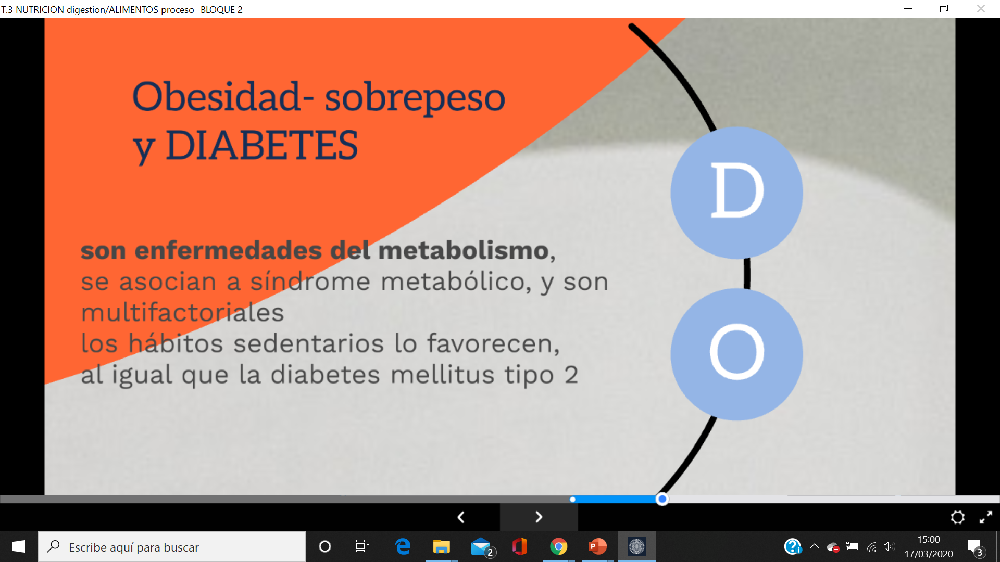 T.3 NUTRICION digestion/ALIMENTOS proceso -BLOQUE 2
Obesidad- sobrepeso
y DIABETES
son enfermedades del metabolismo,
se asocian a síndrome metabólico, y son
multifactoriales
los hábitos sedentarios lo favorecen,
al igual que la diabetes mellitus tipo 2
D
O
Escribe aquí para buscar
2
P
15:00
17/03/2020
3